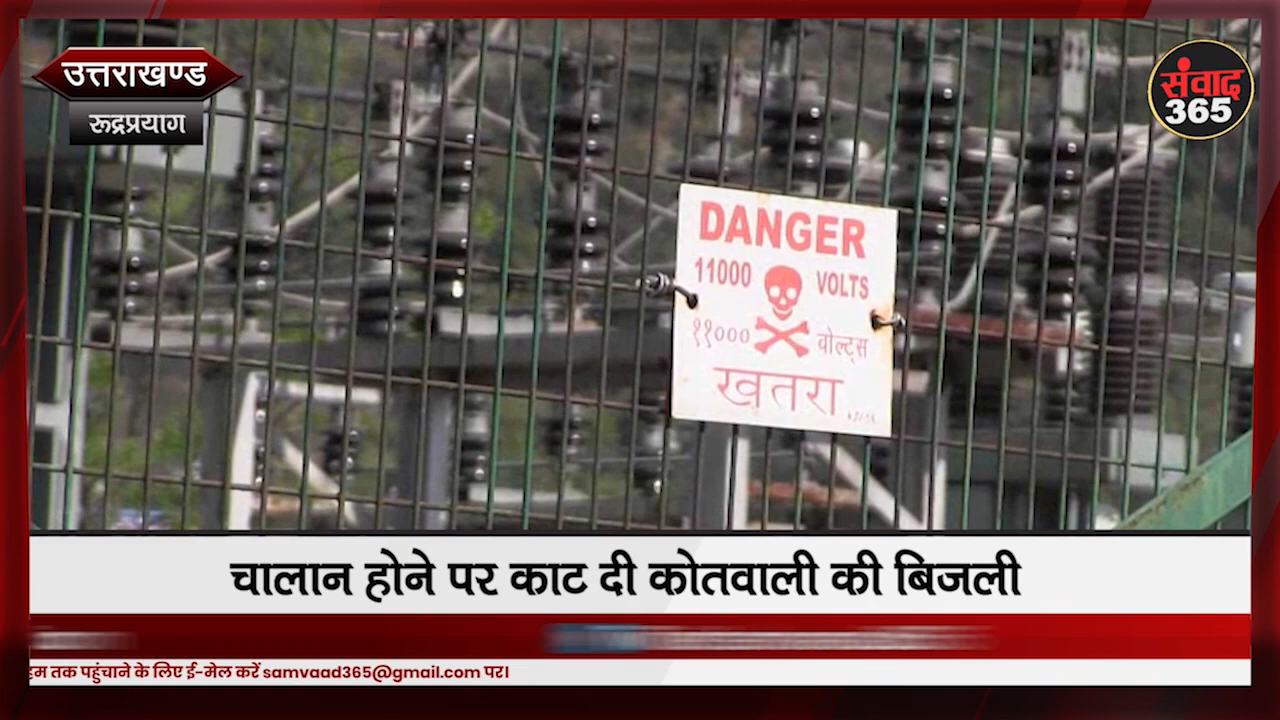 उत्तराखण्ड
रूद्रप्रयाग
संवाद
365
DANGER
11000 VOLTS
११००० वोल्ट्स
खतरा
चालान होने पर काट दी कोतवाली की बिजली
हम तक पहुंचाने के लिए ई-मेल करें samvaad365@gmail.com पर।